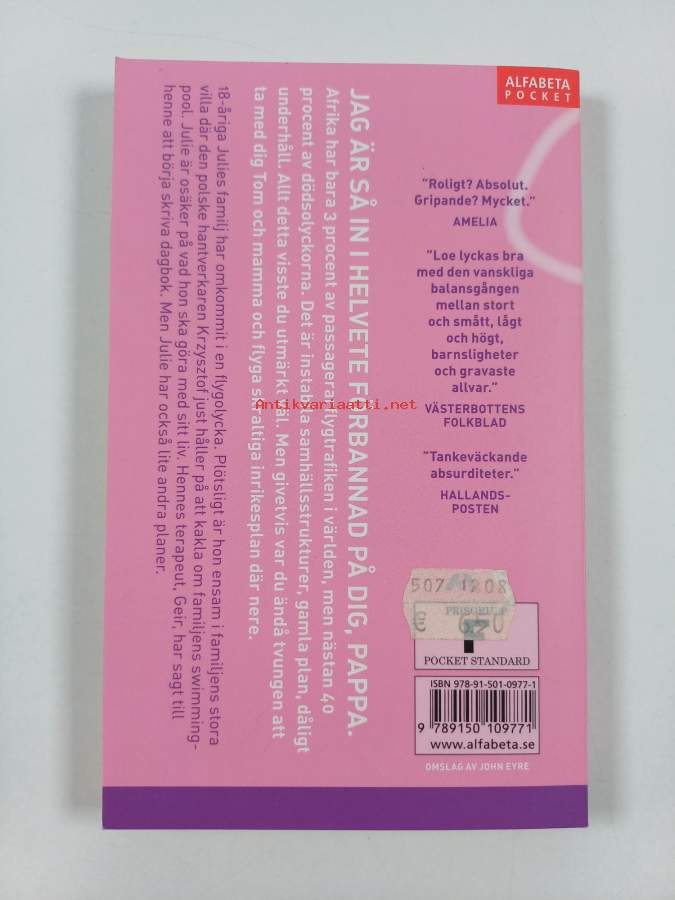 ALFABETA
POCKET
"Roligt? Absolut.
Gripande? Mycket."
AMELIA
"Loe lyckas bra
med den vanskliga
balansgången
mellan stort
och smått, lågt
och högt,
barnsligheter
och gravaste
allvar."
VÄSTERBOTTENS
FOLKBLAD
"Tankeväckande
absurditeter."
HALLANDS-
POSTEN
JAG ÄR SÅ IN I HELVETE FÖRBANNAD PÅ DIG, PAPPA.
Afrika har bara 3 procent av passagerarflygtrafiken i världen, men nästan 40
procent av dödsolyckorna. Det är instabila samhällsstrukturer, gamla plan, dåligt
underhåll. Allt detta visste du utmärkt väl. Men givetvis var du ändå tvungen att
ta med dig Tom och mamma och flyga skraltiga inrikesplan där nere.
18-åriga Julies familj har omkommit i en flygolycka. Plötsligt är hon ensam i familjens stora
villa där den polske hantverkaren Krzysztof just håller på att kakla om familjens swimming-
pool. Julie är osäker på vad hon ska göra med sitt liv. Hennes terapeut, Geir, har sagt till
henne att börja skriva dagbok. Men Julie har också lite andra planer.
Antikvariaatti.net
507 1208
POCKET STANDARD
ISBN 978-91-501-0977-1
9 789150 109771
www.alfabeta.se
OMSLAG AV JOHN EYRE